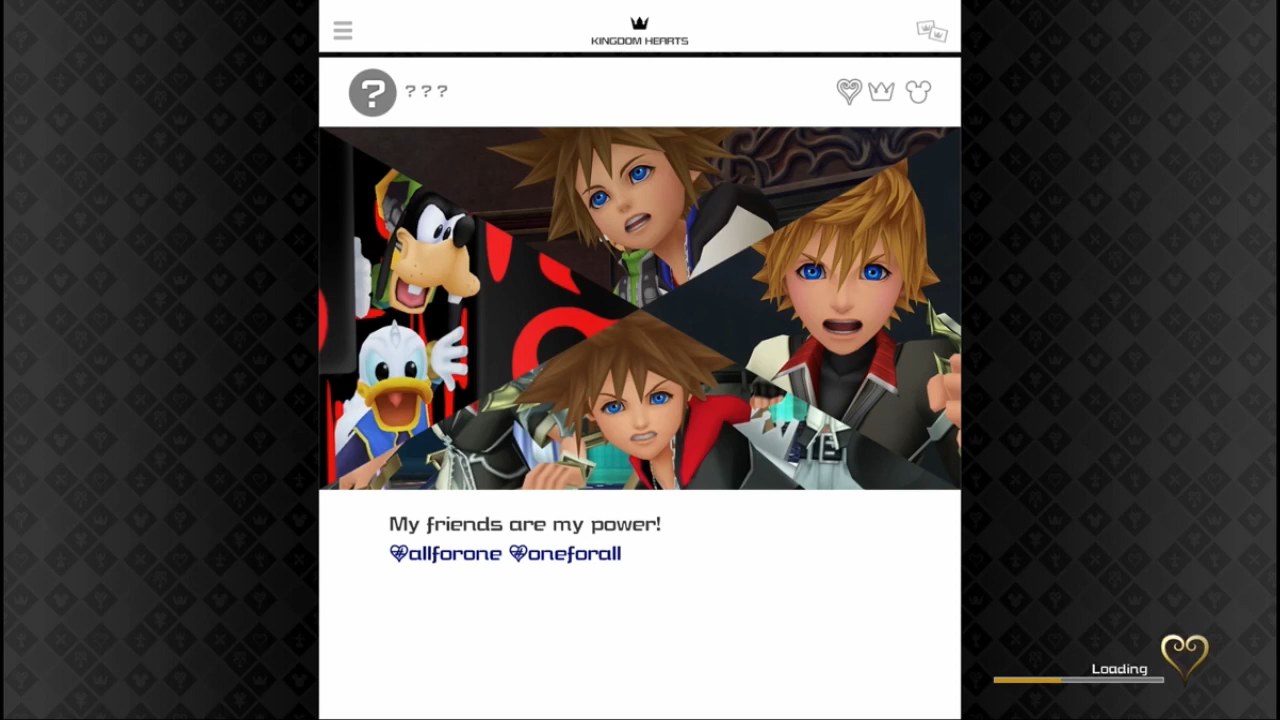 KINGDOM HEARTS
? ? ? ?
My friends are my power!
#allforone #oneforall
Loading